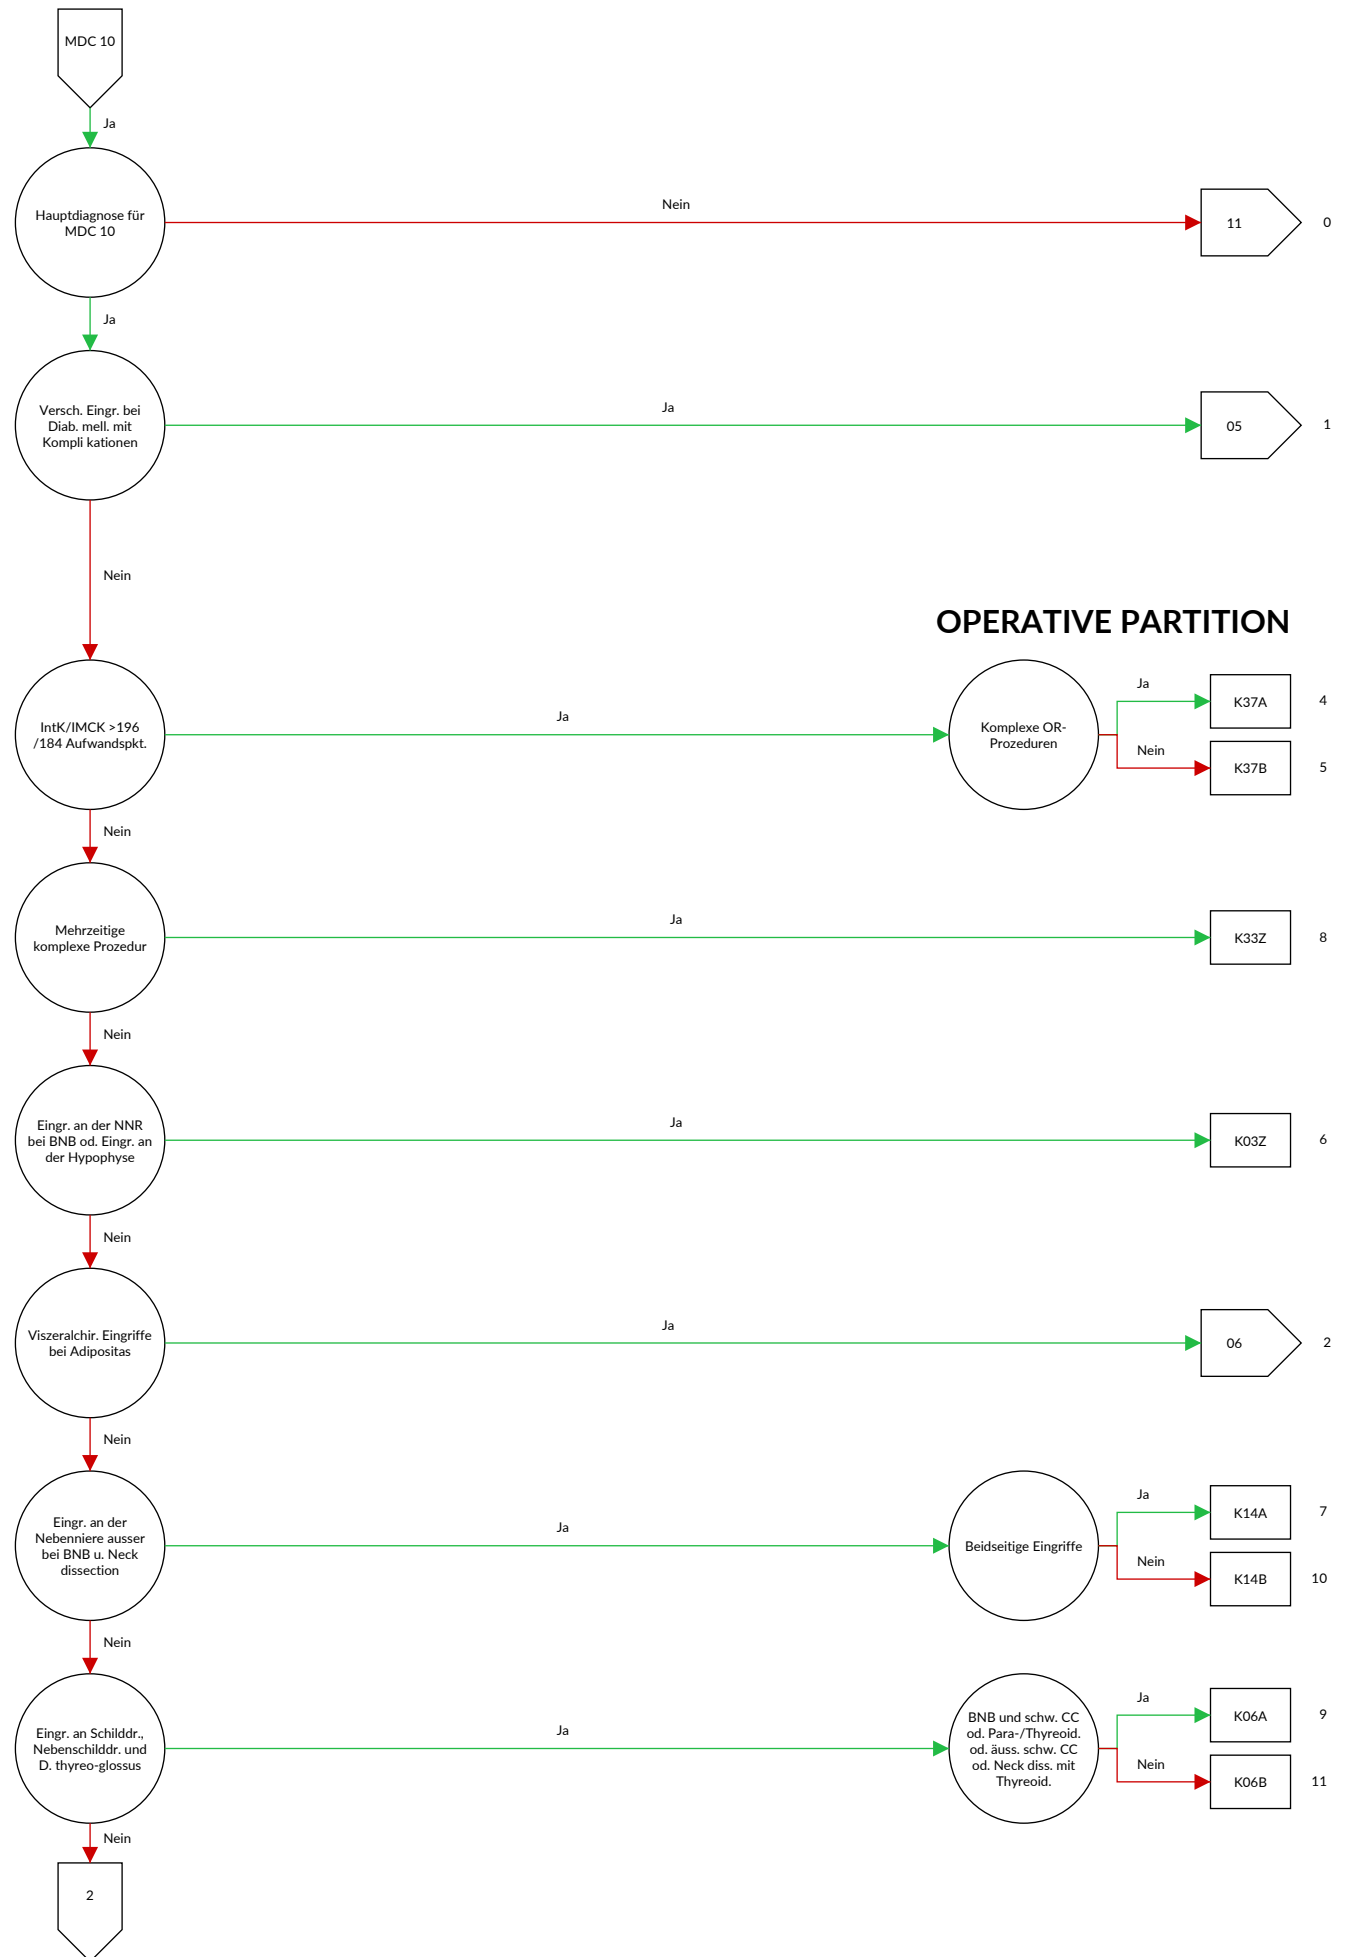 MDC 10
Ja
Hauptdiagnose für
MDC 10
Nein
11
0
Ja
Versch. Eingr. bei
Diab. mell. mit
Kompli kationen
Ja
05
1
Nein
OPERATIVE PARTITION
IntK/IMCK >196
/184 Aufwandspkt.
Ja
Komplexe OR-
Prozeduren
Ja
K37A
4
Nein
K37B
5
Nein
Mehrzeitige
komplexe Prozedur
Ja
K33Z
8
Nein
Eingr. an der NNR
bei BNB od. Eingr. an
der Hypophyse
Ja
K03Z
6
Nein
Viszeralchir. Eingriffe
bei Adipositas
Ja
06
2
Nein
Eingr. an der
Nebenniere ausser
bei BNB u. Neck
dissection
Ja
Beidseitige Eingriffe
Ja
K14A
7
Nein
K14B
10
Nein
Eingr. an Schilddr.,
Nebenschilddr. und
D. thyreo-glossus
Ja
BNB und schw. CC
od. Para-/Thyreoid.
od. äuss. schw. CC
od. Neck diss. mit
Thyreoid.
Ja
K06A
9
Nein
K06B
11
Nein
2